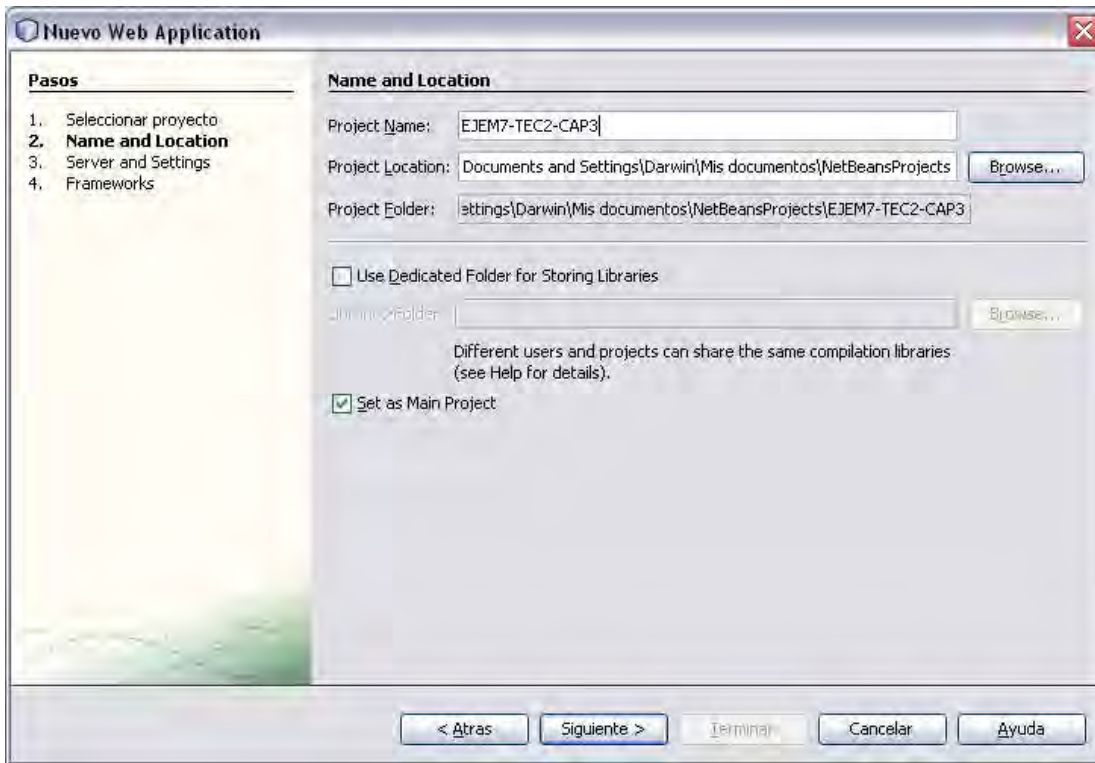 Nuevo Web Application
Pasos
1. Seleccionar proyecto
2. Name and Location
3. Server and Settings
4. Frameworks
Name and Location
Project Name: EJEM7-TEC2-CAP3
Project Location: Documents and Settings\Darwin\Mis documentos\NetBeansProjects Browse...
Project Folder: ettings\Darwin\Mis documentos\NetBeansProjects\EJEM7-TEC2-CAP3
Use Dedicated Folder for Storing Libraries
Folder: Browse...
Different users and projects can share the same compilation libraries
(see Help for details).
Set as Main Project
< Atras Siguiente > Terminar Cancelar Ayuda